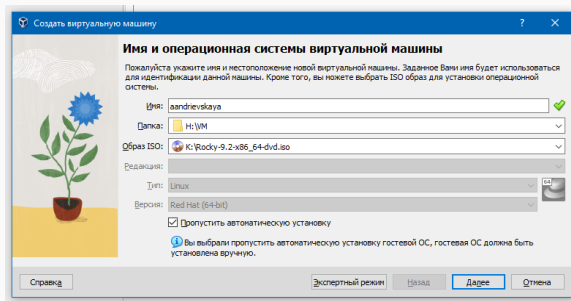 Создать виртуальную машину
? ×
Имя и операционная системы виртуальной машины
Пожалуйста укажите имя и местоположение новой виртуальной машины. Заданное Вами имя будет использоваться
для идентификации данной машины. Кроме того, вы можете выбрать ISO образ для установки операционной
системы.
Имя: aandrievskaya
Папка: H:\VM
Образ ISO: K:\Rocky-9.2-x86_64-dvd.iso
Редакция:
Тип: Linux
64
Версия: Red Hat (64-bit)
Пропустить автоматическую установку
Вы выбрали пропустить автоматическую установку гостевой ОС, гостевая ОС должна быть
установлена вручную.
Справка Экспертный режим Назад Далее Отмена